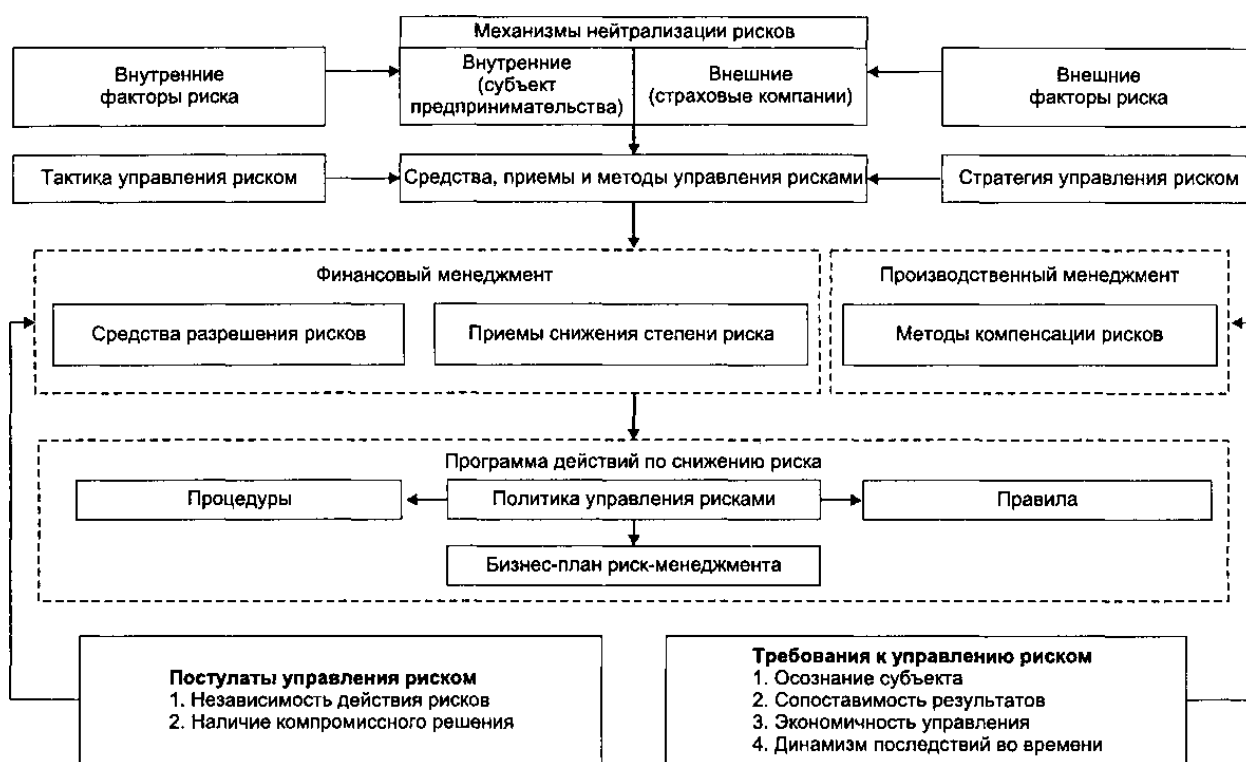 Механизмы нейтрализации рисков
Внутренние
факторы риска
Внутренние
(субъект
предпринимательства)
Внешние
(страховые компании)
Внешние
факторы риска
Тактика управления риском
Средства, приемы и методы управления рисками
Стратегия управления риском
Финансовый менеджмент
Средства разрешения рисков
Приемы снижения степени риска
Производственный менеджмент
Методы компенсации рисков
Программа действий по снижению риска
Процедуры
Политика управления рисками
Правила
Бизнес-план риск-менеджмента
Постулаты управления риском
1. Независимость действия рисков
2. Наличие компромиссного решения
Требования к управлению риском
1. Осознание субъекта
2. Сопоставимость результатов
3. Экономичность управления
4. Динамизм последствий во времени